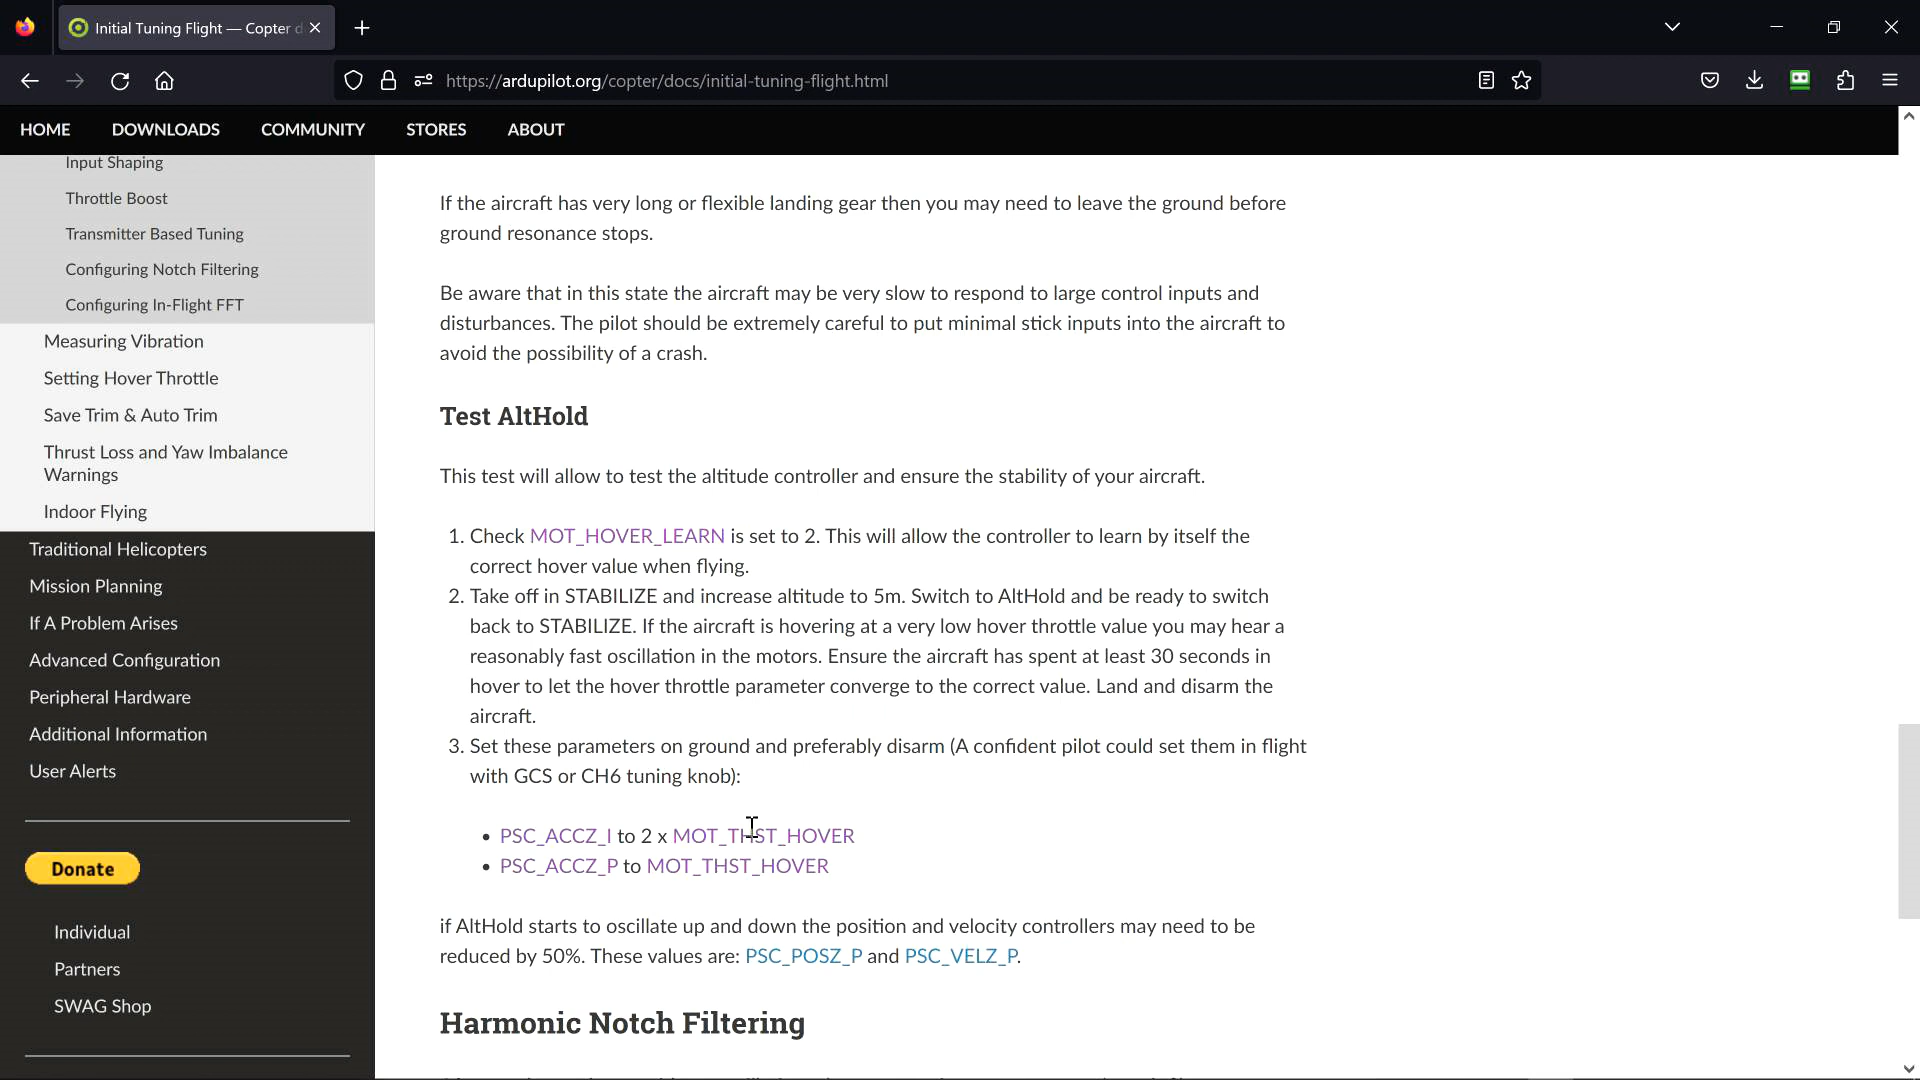 Initial Tuning Flight — Copter d
https://ardupilot.org/copter/docs/initial-tuning-flight.html
HOME DOWNLOADS COMMUNITY STORES ABOUT
Input Shaping
Throttle Boost
Transmitter Based Tuning
Configuring Notch Filtering
Configuring In-Flight FFT
Measuring Vibration
Setting Hover Throttle
Save Trim & Auto Trim
Thrust Loss and Yaw Imbalance
Warnings
Indoor Flying
Traditional Helicopters
Mission Planning
If A Problem Arises
Advanced Configuration
Peripheral Hardware
Additional Information
User Alerts
Donate
Individual
Partners
SWAG Shop
If the aircraft has very long or flexible landing gear then you may need to leave the ground before
ground resonance stops.
Be aware that in this state the aircraft may be very slow to respond to large control inputs and
disturbances. The pilot should be extremely careful to put minimal stick inputs into the aircraft to
avoid the possibility of a crash.
Test AltHold
This test will allow to test the altitude controller and ensure the stability of your aircraft.
1. Check MOT_HOVER_LEARN is set to 2. This will allow the controller to learn by itself the
correct hover value when flying.
2. Take off in STABILIZE and increase altitude to 5m. Switch to AltHold and be ready to switch
back to STABILIZE. If the aircraft is hovering at a very low hover throttle value you may hear a
reasonably fast oscillation in the motors. Ensure the aircraft has spent at least 30 seconds in
hover to let the hover throttle parameter converge to the correct value. Land and disarm the
aircraft.
3. Set these parameters on ground and preferably disarm (A confident pilot could set them in flight
with GCS or CH6 tuning knob):
• PSC_ACCZ_I to 2 x MOT_THST_HOVER
• PSC_ACCZ_P to MOT_THST_HOVER
if AltHold starts to oscillate up and down the position and velocity controllers may need to be
reduced by 50%. These values are: PSC_POSZ_P and PSC_VELZ_P.
Harmonic Notch Filtering